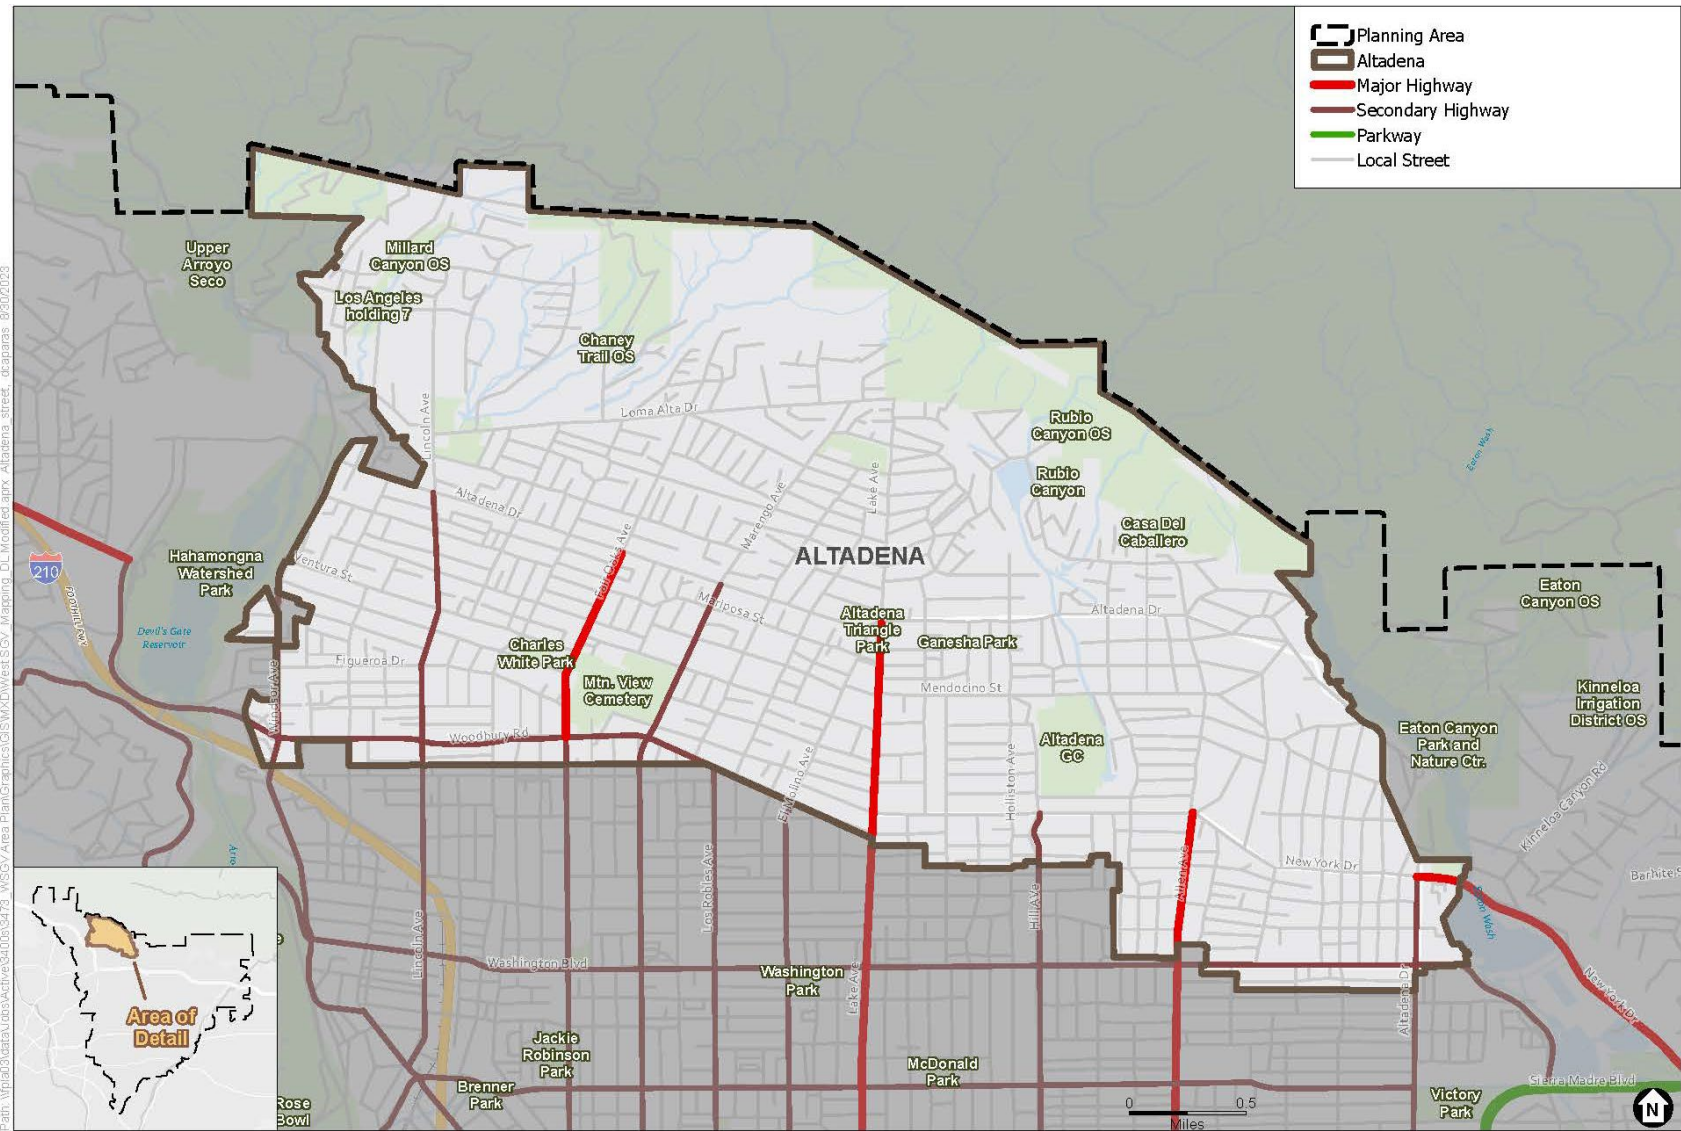 Planning Area
Altadena
Major Highway
Secondary Highway
Parkway
Local Street
Upper
Arroyo
Seco
Millard
Canyon OS
Los Angeles
holding 7
Chaney
Trail OS
Loma Alta Dr
Lincoln Ave
Rubio
Canyon OS
Rubio
Canyon
Eaton Wash
Lake Ave
Marengo Ave
Altadena Dr
Casa Del
Caballero
Fair Oaks Ave
ALTADENA
Hahamongna
Watershed
Park
Ventura St
210
FOOTHILL FWY
Eaton
Canyon OS
Mariposa St
Altadena
Triangle
Park
Altadena Dr
Ganesha Park
Devil's Gate
Reservoir
Charles
White Park
Figueroa Dr
Windsor Ave
Mtn. View
Cemetery
Mendocino St
Kinneloa
Irrigation
District OS
Woodbury Rd
Altadena
GC
Eaton Canyon
Park and
Nature Ctr.
El Molino Ave
Holliston Ave
Kinneloa Canyon Rd
New York Dr
Allen Ave
Barhite S
Los Robles Ave
Hill Ave
Eaton Wash
Lincoln Ave
Washington Blvd
Washington
Park
Lake Ave
Altadena Dr
New York Dr
Area of
Detail
Jackie
Robinson
Park
McDonald
Park
Brenner
Park
Sierra Madre Blvd
Victory
Park
Rose
Bowl
0 0.5
Miles
N